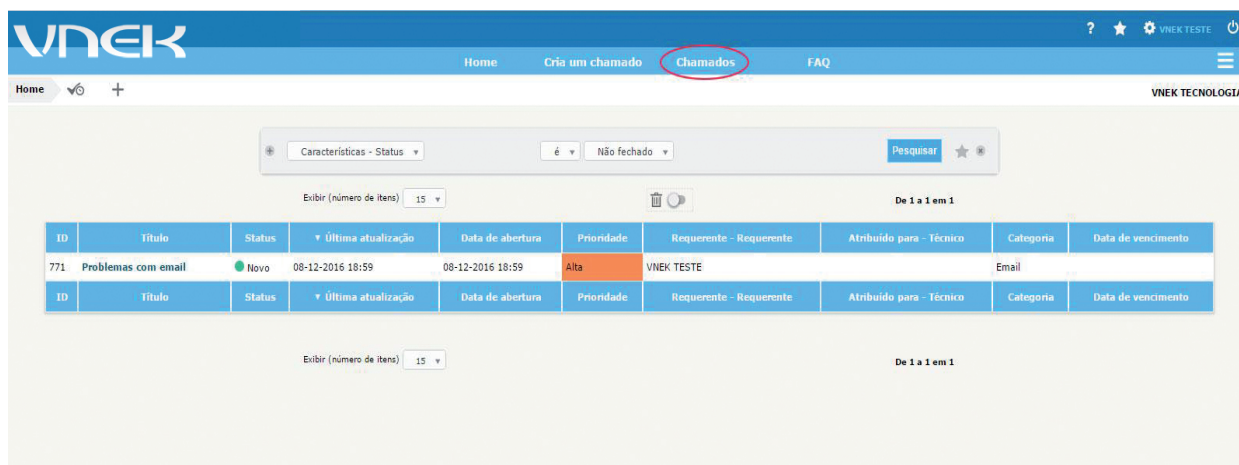 VNEK
? VNEK TESTE
Home Cria um chamado Chamados FAQ
Home + VNEK TECNOLOGIA
Características - Status é Não fechado Pesquisar
Exibir (número de itens) 15 De 1 a 1 em 1
ID Título Status Última atualização Data de abertura Prioridade Requerente - Requerente Atribuído para - Técnico Categoria Data de vencimento
771 Problemas com email Novo 08-12-2016 18:59 08-12-2016 18:59 Alta VNEK TESTE Email
ID Título Status Última atualização Data de abertura Prioridade Requerente - Requerente Atribuído para - Técnico Categoria Data de vencimento
Exibir (número de itens) 15 De 1 a 1 em 1